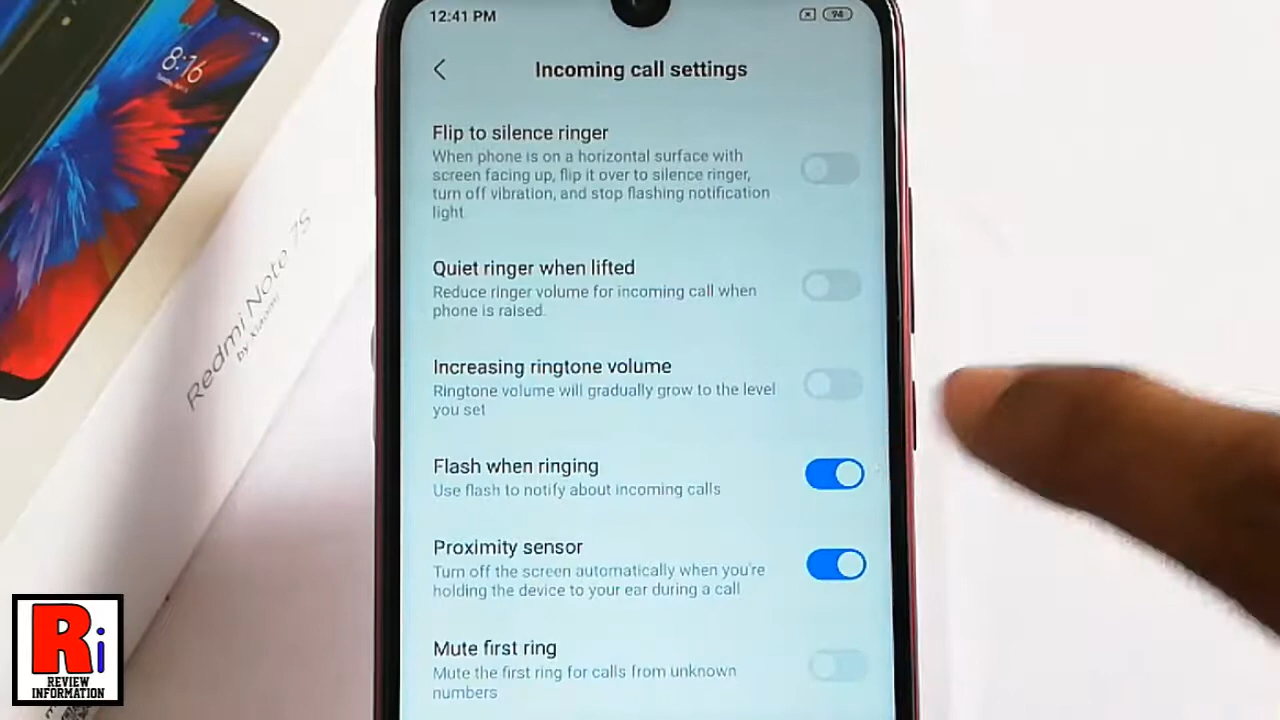 8:16
Redmi Note 7S
by Xiaomi
12:41 PM
94
Incoming call settings
Flip to silence ringer
When phone is on a horizontal surface with
screen facing up, flip it over to silence ringer,
turn off vibration, and stop flashing notification
light.
Quiet ringer when lifted
Reduce ringer volume for incoming call when
phone is raised.
Increasing ringtone volume
Ringtone volume will gradually grow to the level
you set
Flash when ringing
Use flash to notify about incoming calls
Proximity sensor
Turn off the screen automatically when you're
holding the device to your ear during a call
Mute first ring
Mute the first ring for calls from unknown
numbers
Ri
REVIEW
INFORMATION